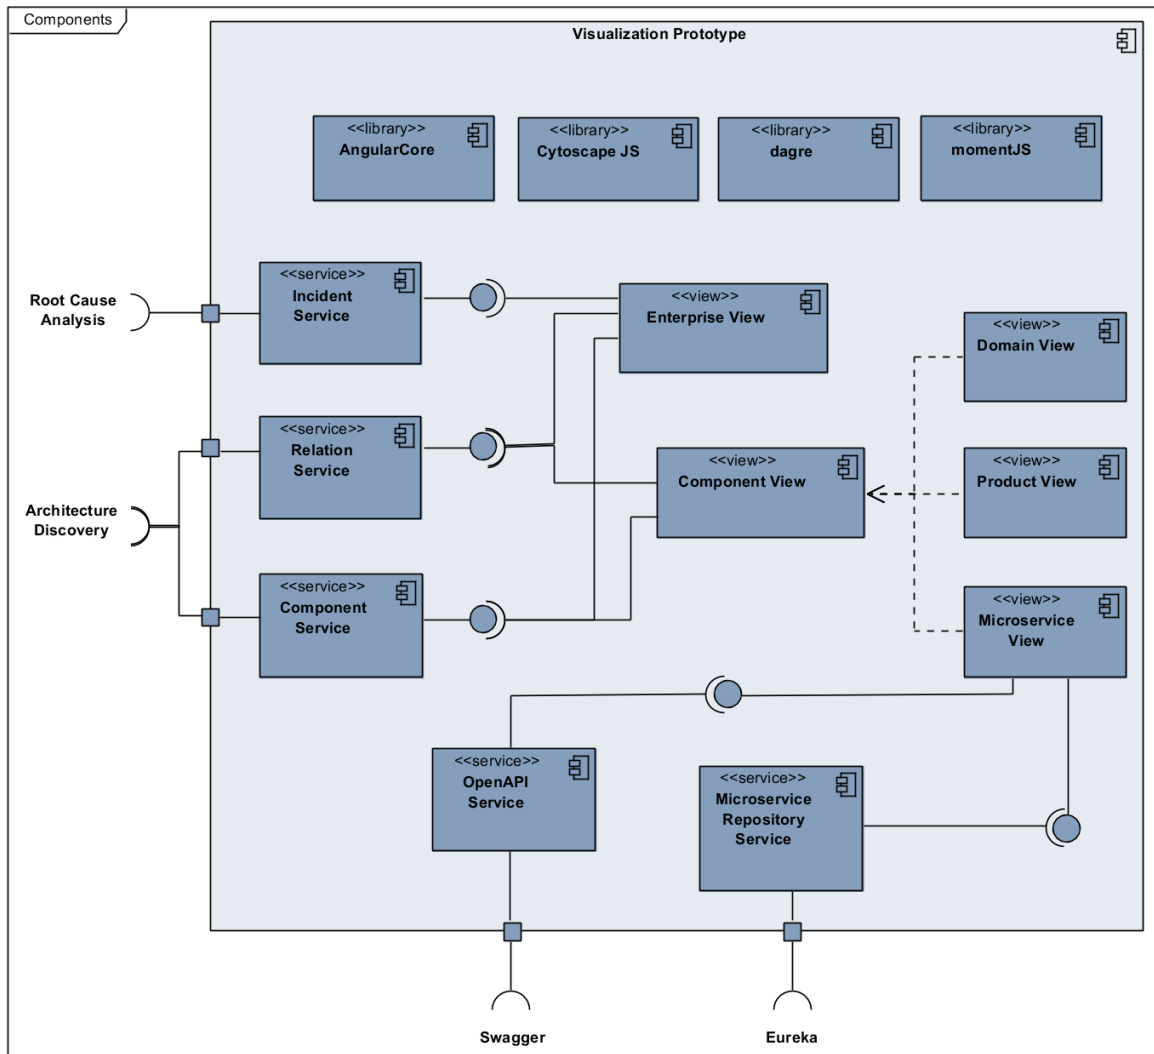 Components
Visualization Prototype
<<library>>
AngularCore
<<library>>
Cytoscape JS
<<library>>
dagre
<<library>>
momentJS
<<service>>
Incident
Service
Root Cause
Analysis
<<view>>
Enterprise View
<<view>>
Domain View
<<service>>
Relation
Service
<<view>>
Component View
<<view>>
Product View
Architecture
Discovery
<<service>>
Component
Service
<<view>>
Microservice
View
<<service>>
OpenAPI
Service
<<service>>
Microservice
Repository
Service
Swagger
Eureka